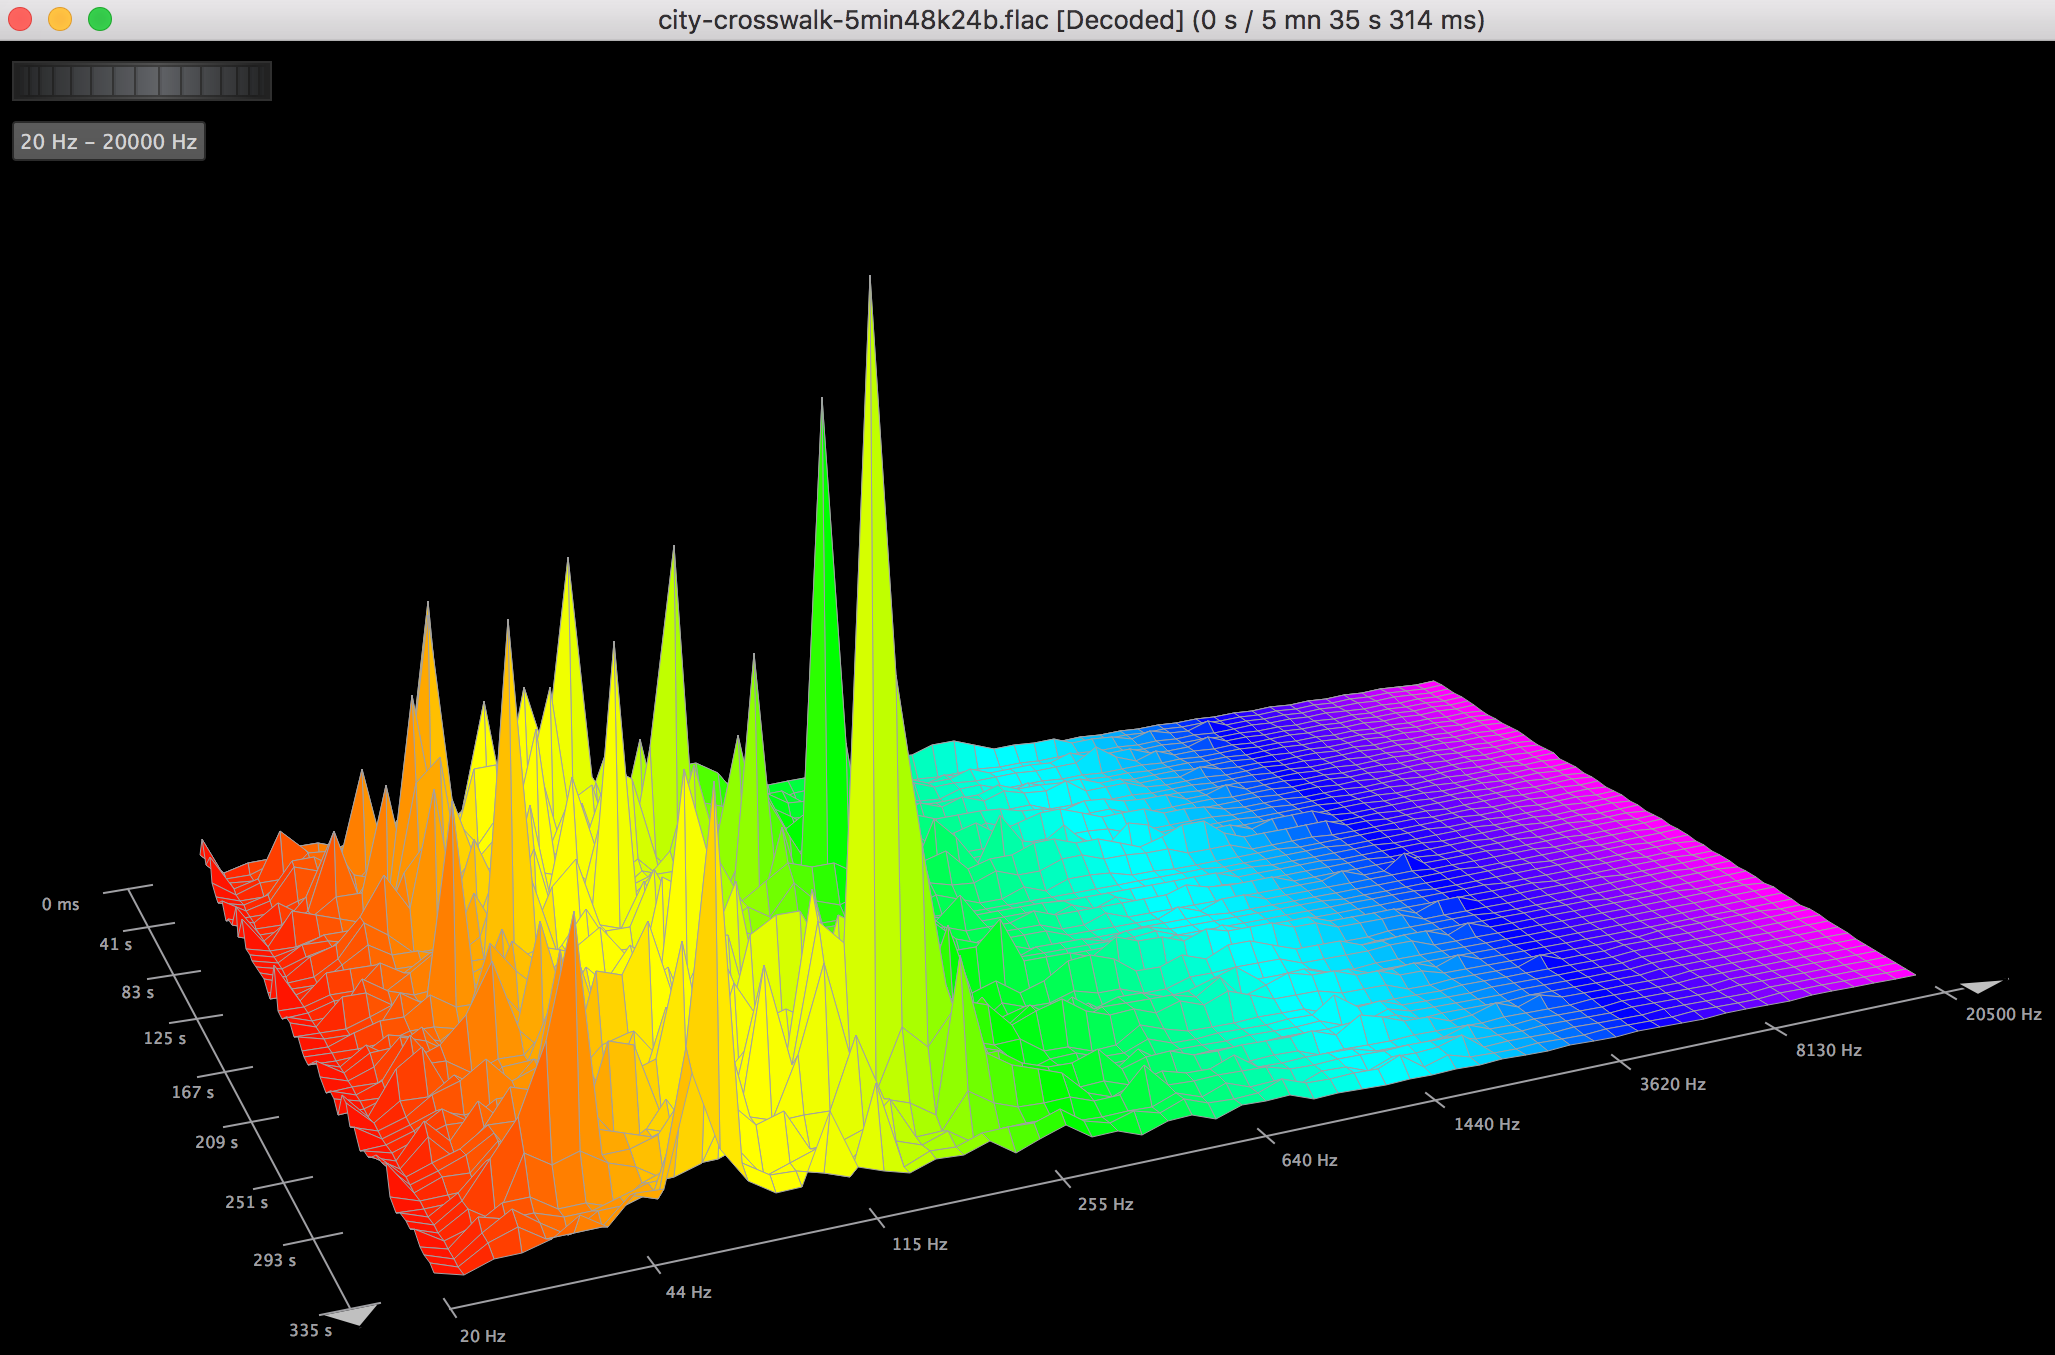 city-crosswalk-5min48k24b.flac [Decoded] (0 s / 5 mn 35 s 314 ms)
20 Hz – 20000 Hz
0 ms
41 s
83 s
125 s
167 s
209 s
251 s
293 s
335 s
20 Hz
44 Hz
115 Hz
255 Hz
640 Hz
1440 Hz
3620 Hz
8130 Hz
20500 Hz